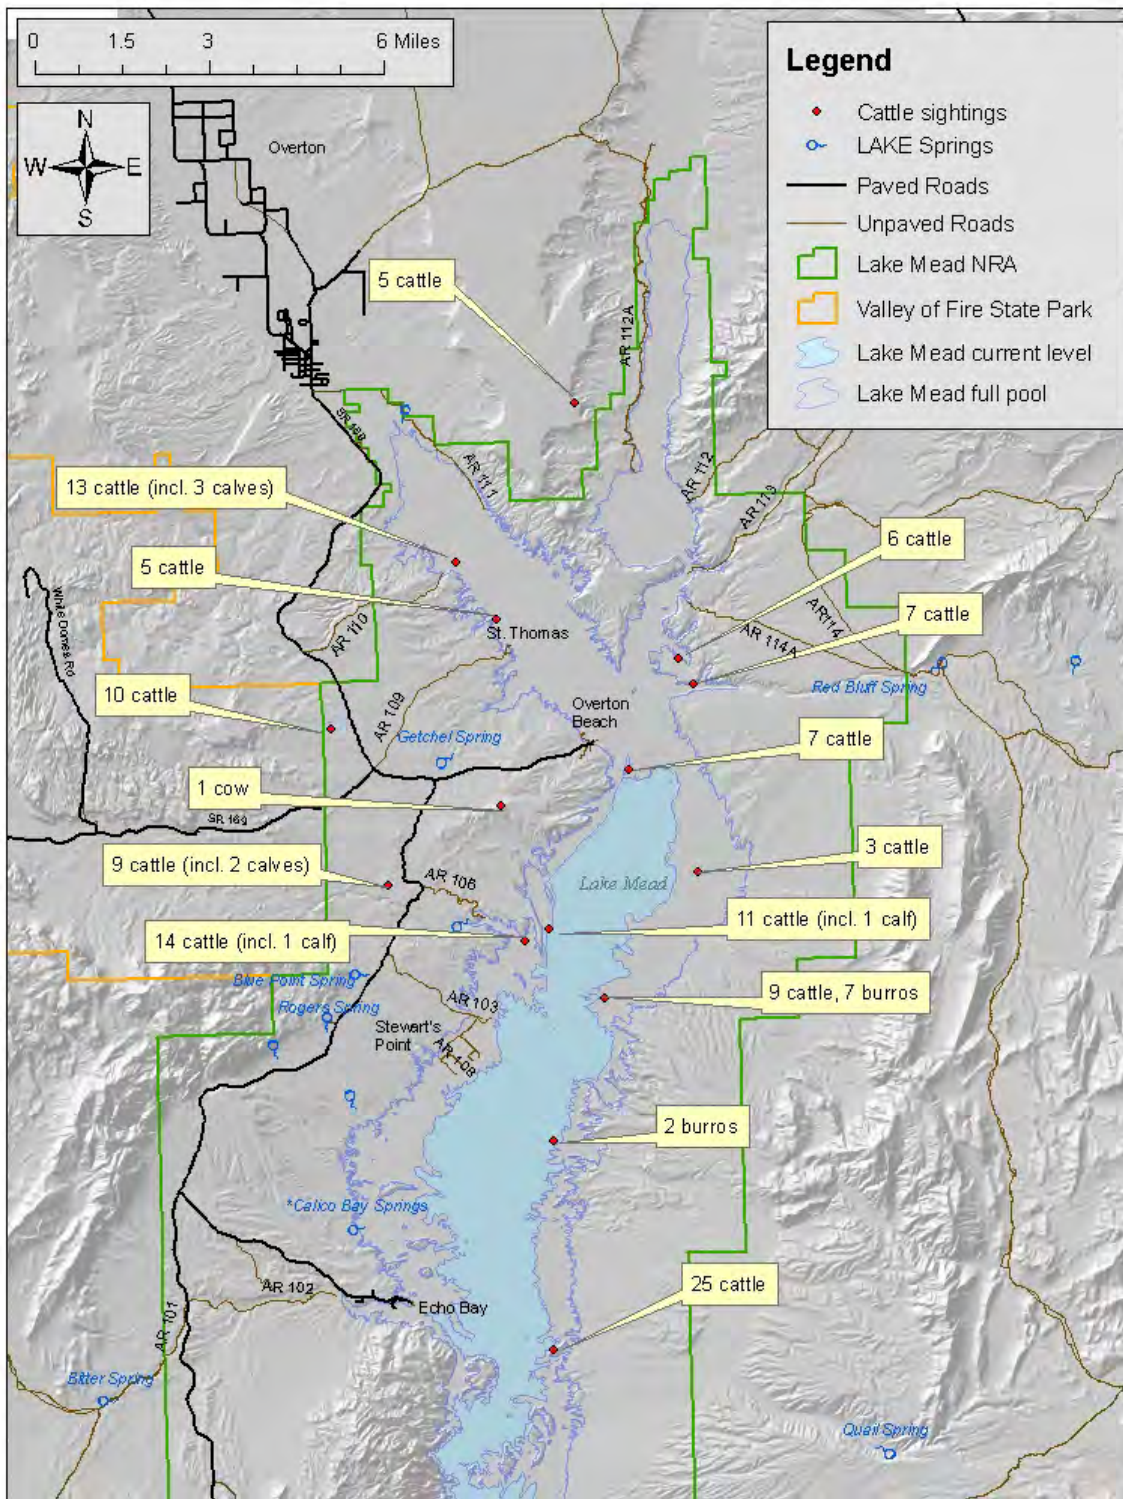 0 1.5 3 6 Miles
N
W E
S
Legend
Cattle sightings
LAKE Springs
Paved Roads
Unpaved Roads
Lake Mead NRA
Valley of Fire State Park
Lake Mead current level
Lake Mead full pool
Overton
5 cattle
AR 112A
SR 169
AR 111
AR 112
AR 113
13 cattle (incl. 3 calves)
6 cattle
5 cattle
7 cattle
White Domes Rd
AR 110
St. Thomas
AR114
AR 114A
Red Bluff Spring
10 cattle
AR 109
Overton
Beach
Getchel Spring
7 cattle
1 cow
SR 169
3 cattle
9 cattle (incl. 2 calves)
AR 106
Lake Mead
11 cattle (incl. 1 calf)
14 cattle (incl. 1 calf)
Blue Point Spring
9 cattle, 7 burros
AR 103
Rogers Spring
Stewart's
Point
AR 108
2 burros
*Calico Bay Springs
25 cattle
AR 102
Echo Bay
AR 101
Bitter Spring
Quail Spring